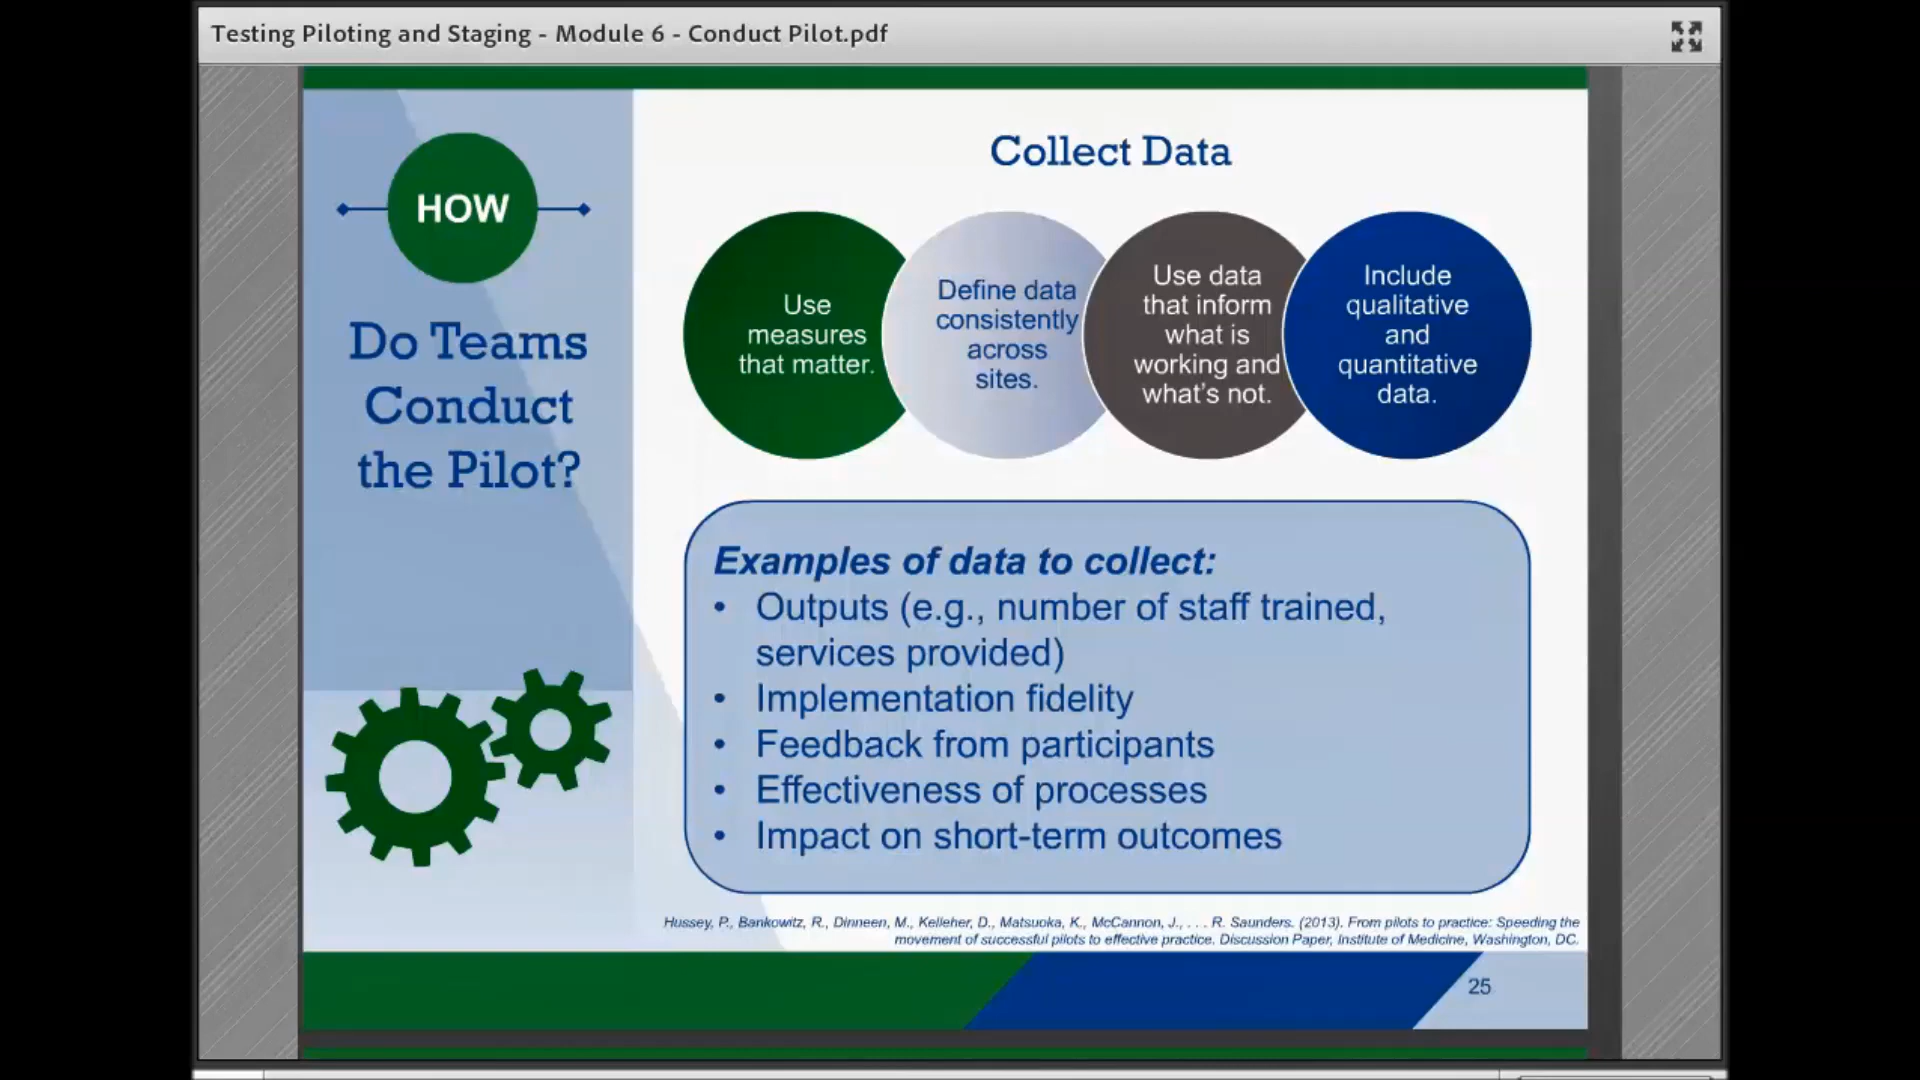 Testing Piloting and Staging - Module 6 - Conduct Pilot.pdf
HOW
Do Teams
Conduct
the Pilot?
Collect Data
Use
measures
that matter.
Define data
consistently
across
sites.
Use data
that inform
what is
working and
what's not.
Include
qualitative
and
quantitative
data.
Examples of data to collect:
• Outputs (e.g., number of staff trained,
services provided)
• Implementation fidelity
• Feedback from participants
• Effectiveness of processes
• Impact on short-term outcomes
Hussey, P., Bankowitz, R., Dinneen, M., Kelleher, D., Matsuoka, K., McCannon, J., . . . R. Saunders. (2013). From pilots to practice: Speeding the
movement of successful pilots to effective practice. Discussion Paper, Institute of Medicine, Washington, DC.
25